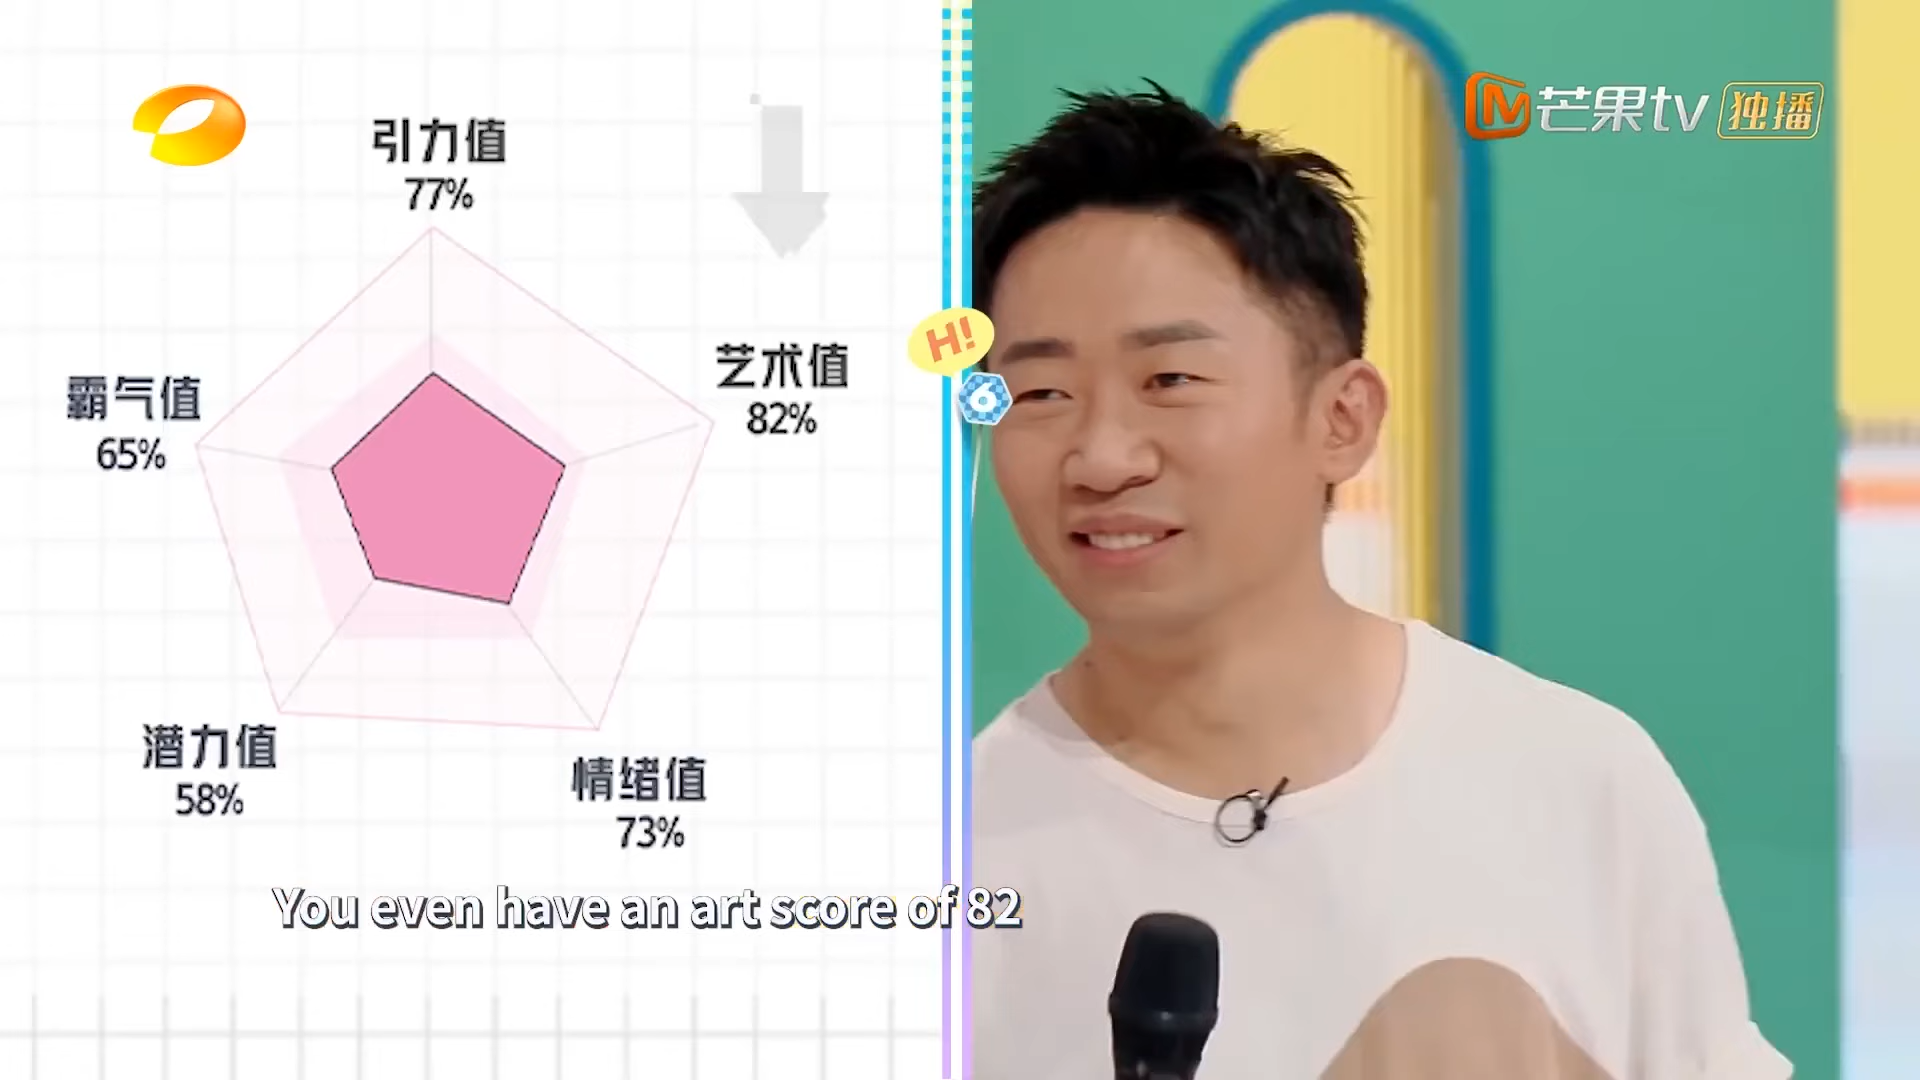 引力值
77%
芒果tv 独播
艺术值
82%
H!
6
霸气值
65%
潜力值
58%
情绪值
73%
You even have an art score of 82